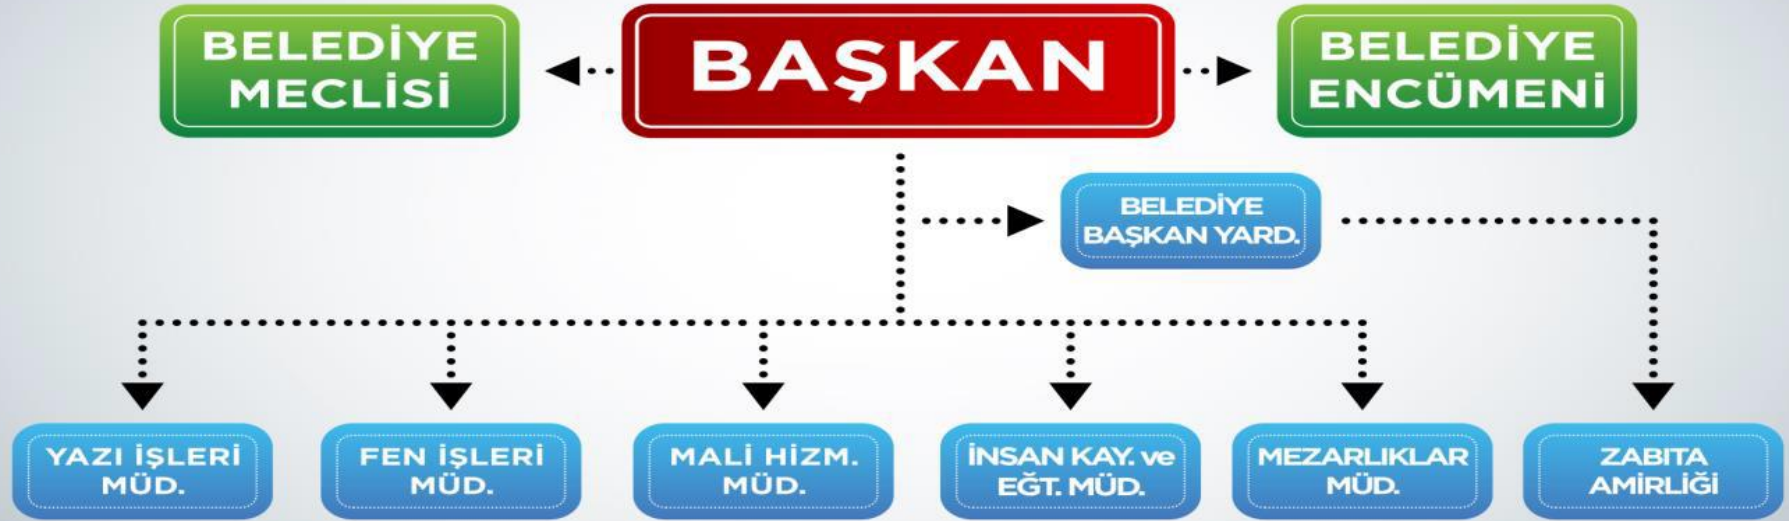 BELEDİYE
MECLİSİ
BAŞKAN
BELEDİYE
ENCÜMENİ
BELEDİYE
BAŞKAN YARD.
YAZI İŞLERİ
MÜD.
FEN İŞLERİ
MÜD.
MALİ HİZM.
MÜD.
İNSAN KAY. ve
EĞT. MÜD.
MEZARLIKLAR
MÜD.
ZABITA
AMİRLİĞİ